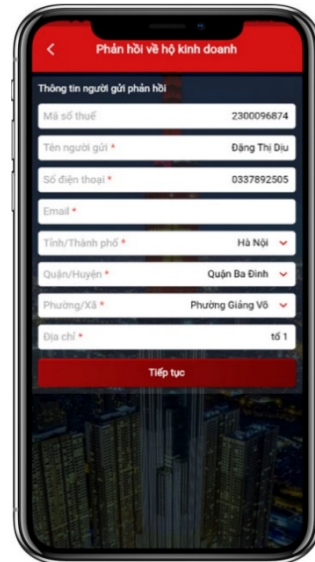 Phản hồi về hộ kinh doanh
Thông tin người gửi phản hồi
Mã số thuế 2300096874
Tên người gửi * Đặng Thị Dịu
Số điện thoại * 0337892505
Email *
Tỉnh/Thành phố * Hà Nội
Quận/Huyện * Quận Ba Đình
Phường/Xã * Phường Giảng Võ
Địa chỉ * tổ 1
Tiếp tục